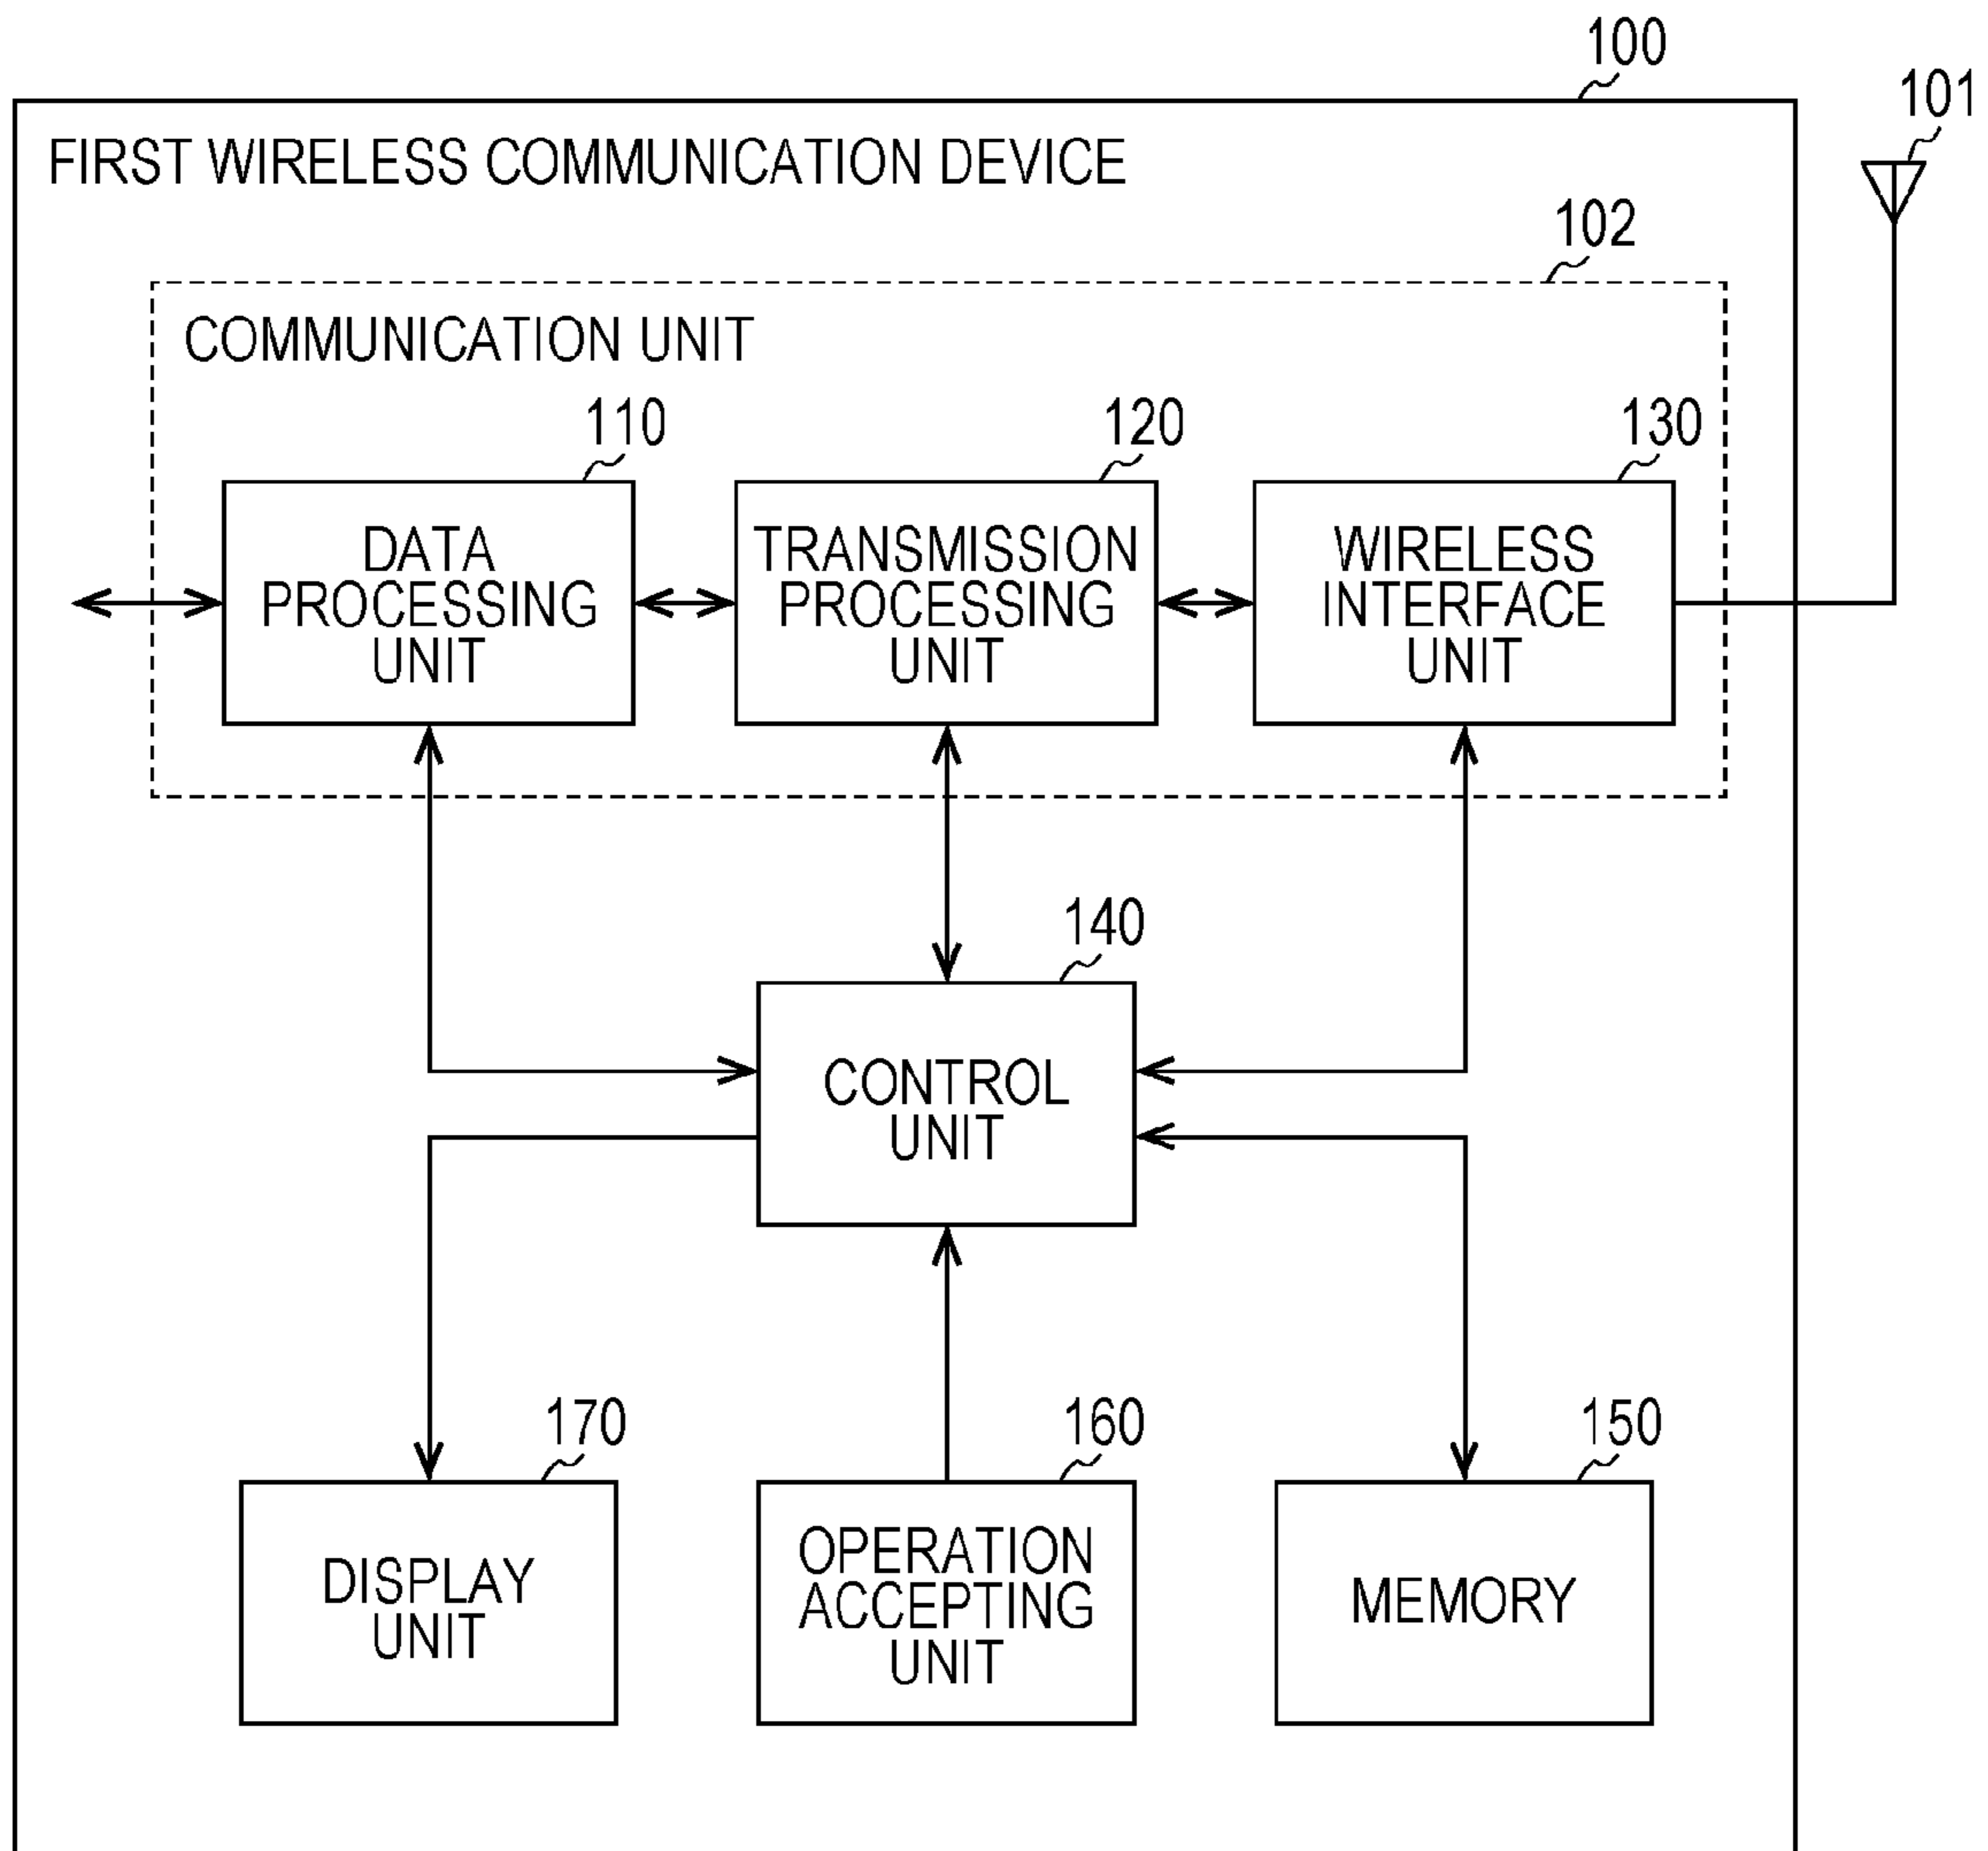 100
101
FIRST WIRELESS COMMUNICATION DEVICE
102
COMMUNICATION UNIT
110
120
130
DATA
PROCESSING
UNIT
TRANSMISSION
PROCESSING
UNIT
WIRELESS
INTERFACE
UNIT
140
CONTROL
UNIT
170
160
150
DISPLAY
UNIT
OPERATION
ACCEPTING
UNIT
MEMORY